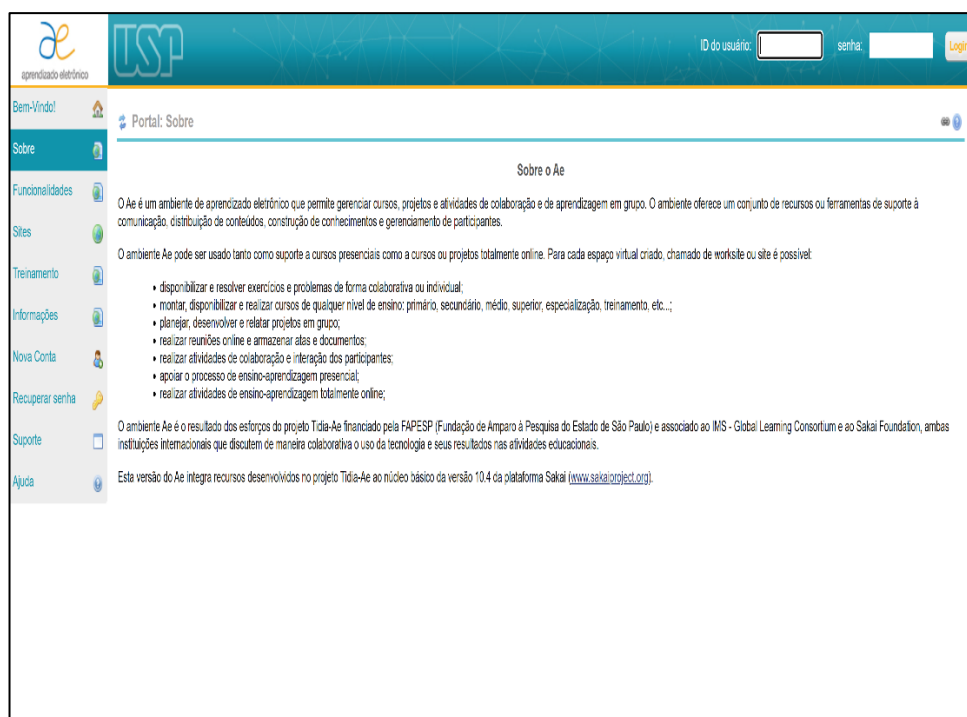 ae
aprendizado eletrônico
USP
ID do usuário:
senha:
Login
Bem-Vindo!
Sobre
Funcionalidades
Sites
Treinamento
Informações
Nova Conta
Recuperar senha
Suporte
Ajuda
Portal: Sobre
Sobre o Ae
O Ae é um ambiente de aprendizado eletrônico que permite gerenciar cursos, projetos e atividades de colaboração e de aprendizagem em grupo. O ambiente oferece um conjunto de recursos ou ferramentas de suporte à
comunicação, distribuição de conteúdos, construção de conhecimentos e gerenciamento de participantes.
O ambiente Ae pode ser usado tanto como suporte a cursos presenciais como a cursos ou projetos totalmente online. Para cada espaço virtual criado, chamado de worksite ou site é possível:
• disponibilizar e resolver exercícios e problemas de forma colaborativa ou individual;
• montar, disponibilizar e realizar cursos de qualquer nível de ensino: primário, secundário, médio, superior, especialização, treinamento, etc...;
• planejar, desenvolver e relatar projetos em grupo;
• realizar reuniões online e armazenar atas e documentos;
• realizar atividades de colaboração e interação dos participantes;
• apoiar o processo de ensino-aprendizagem presencial;
• realizar atividades de ensino-aprendizagem totalmente online;
O ambiente Ae é o resultado dos esforços do projeto Tidia-Ae financiado pela FAPESP (Fundação de Amparo à Pesquisa do Estado de São Paulo) e associado ao IMS - Global Learning Consortium e ao Sakai Foundation, ambas
instituições internacionais que discutem de maneira colaborativa o uso da tecnologia e seus resultados nas atividades educacionais.
Esta versão do Ae integra recursos desenvolvidos no projeto Tidia-Ae ao núcleo básico da versão 10.4 da plataforma Sakai (www.sakaiproject.org).